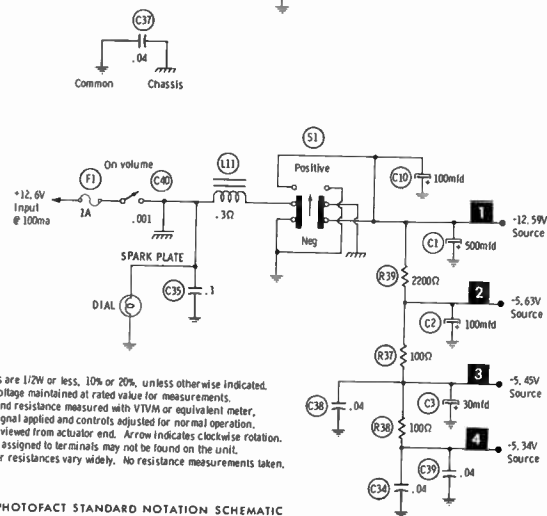 C37
.04
Common
Chassis
S1
Positive
Neg
L11
.3Ω
On volume
F1
C40
+12.6V
Input
@ 100ma
.001
SPARK PLATE
DIAL
C35
.3
C10
100mfd
1
-12.59V
Source
C1
500mfd
R39
2200Ω
2
-5.63V
Source
C2
100mfd
R37
100Ω
3
-5.45V
Source
C38
.04
C3
30mfd
R38
100Ω
4
-5.34V
Source
C34
.04
C39
.04
s are 1/2W or less, 10% or 20%, unless otherwise indicated.
oltage maintained at rated value for measurements.
nd resistance measured with VTVM or equivalent meter,
gnal applied and controls adjusted for normal operation.
viewed from actuator end. Arrow indicates clockwise rotation.
assigned to terminals may not be found on the unit.
r resistances vary widely. No resistance measurements taken.
PHOTOFACT STANDARD NOTATION SCHEMATIC